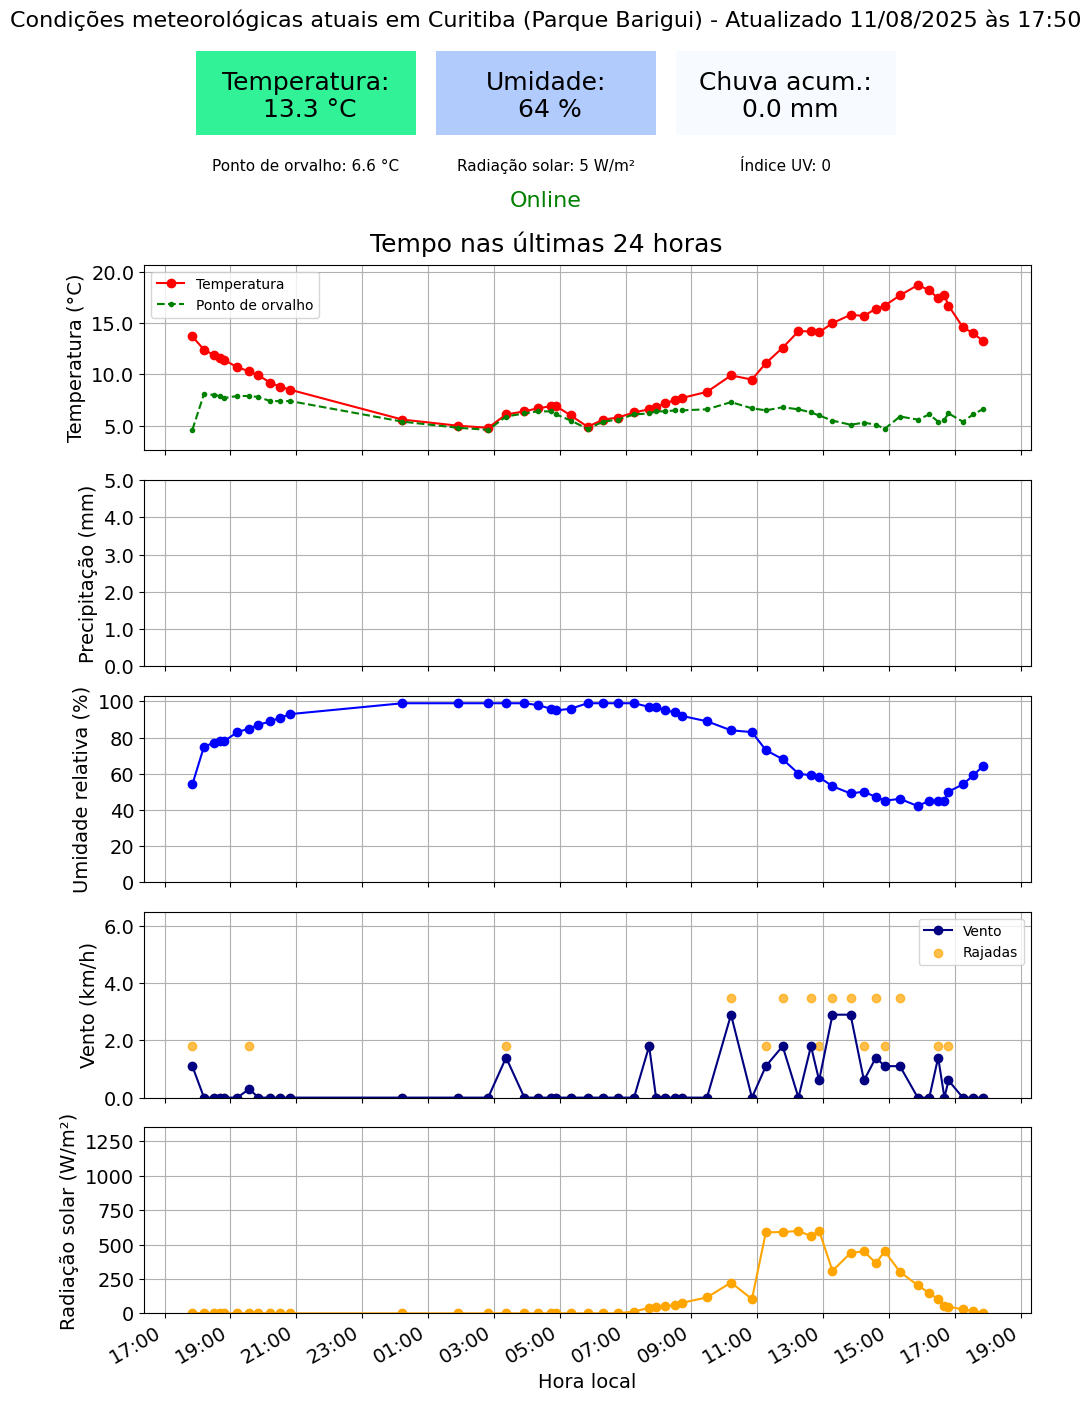 Condições meteorológicas atuais em Curitiba (Parque Barigui) - Atualizado 11/08/2025 às 17:50
Temperatura:
13.3 °C
Umidade:
64 %
Chuva acum.:
0.0 mm
Ponto de orvalho: 6.6 °C
Radiação solar: 5 W/m²
Índice UV: 0
Online
Tempo nas últimas 24 horas
Temperatura (°C)
20.0
15.0
10.0
5.0
Temperatura
Ponto de orvalho
Precipitação (mm)
5.0
4.0
3.0
2.0
1.0
0.0
Umidade relativa (%)
100
80
60
40
20
0
Vento (km/h)
6.0
4.0
2.0
0.0
Vento
Rajadas
Radiação solar (W/m²)
1250
1000
750
500
250
0
17:00
19:00
21:00
23:00
01:00
03:00
05:00
07:00
09:00
11:00
13:00
15:00
17:00
19:00
Hora local